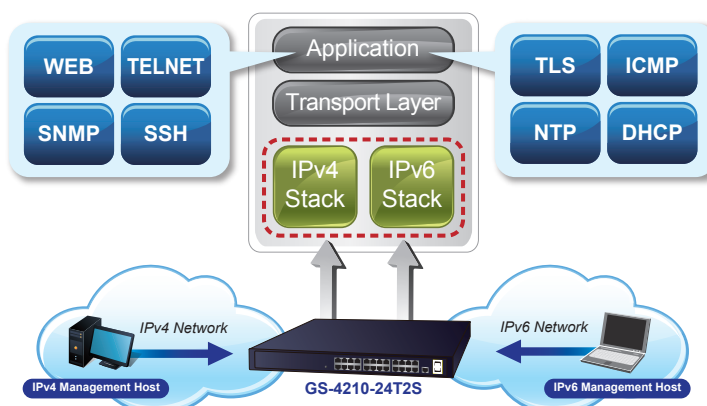 Application
WEB
TELNET
SNMP
SSH
TLS
ICMP
NTP
DHCP
Transport Layer
IPv4
Stack
IPv6
Stack
IPv4 Network
IPv6 Network
IPv4 Management Host
GS-4210-24T2S
IPv6 Management Host